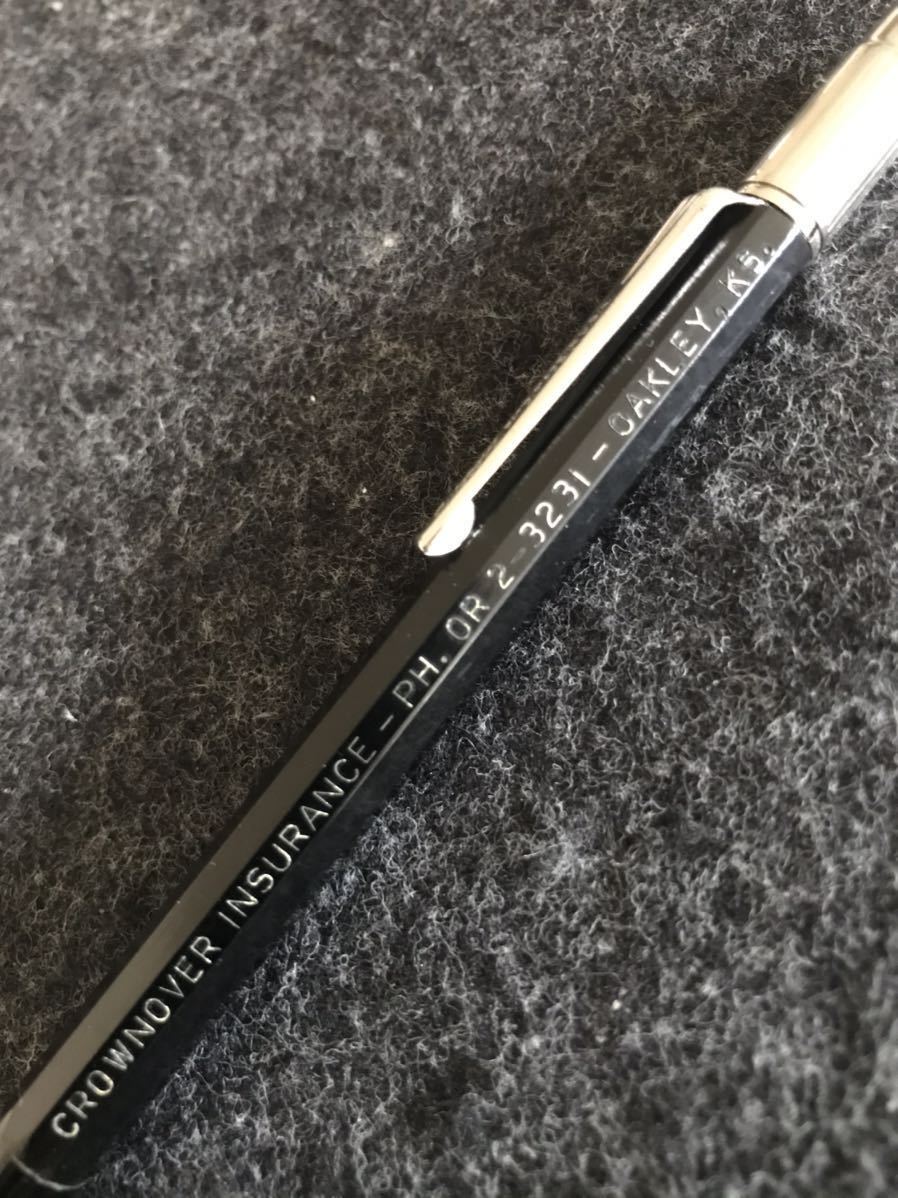 CROWNOVER INSURANCE - PH. OR 2-3231 - OAKLEY, KS.